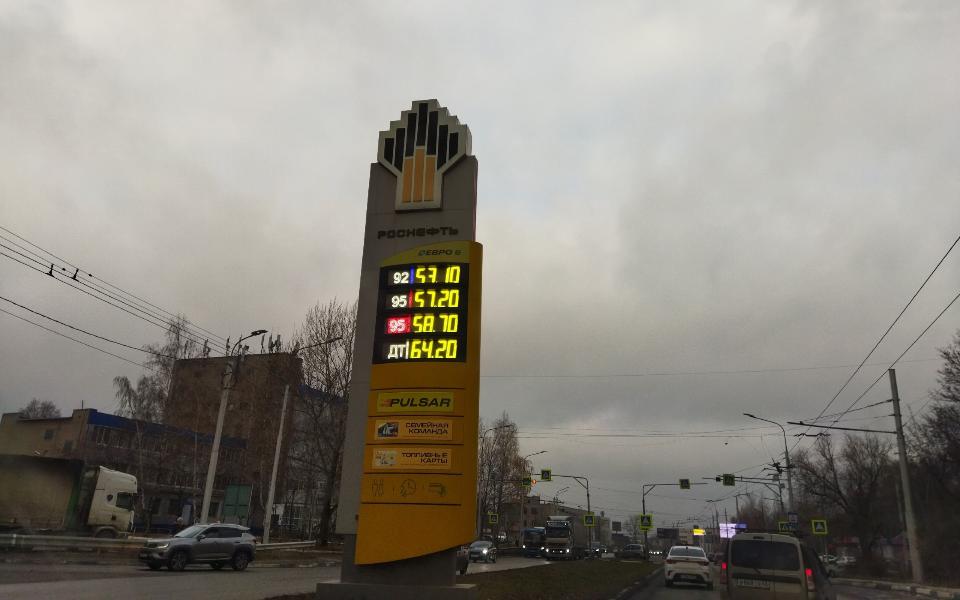 РОСНЕФТЬ
ЕВРО 6
92 57.10
95 57.20
95 58.70
ДТ 64.20
PULSAR
СЕМЕЙНАЯ
КОМАНДА
ТОПЛИВНЫЕ
КАРТЫ